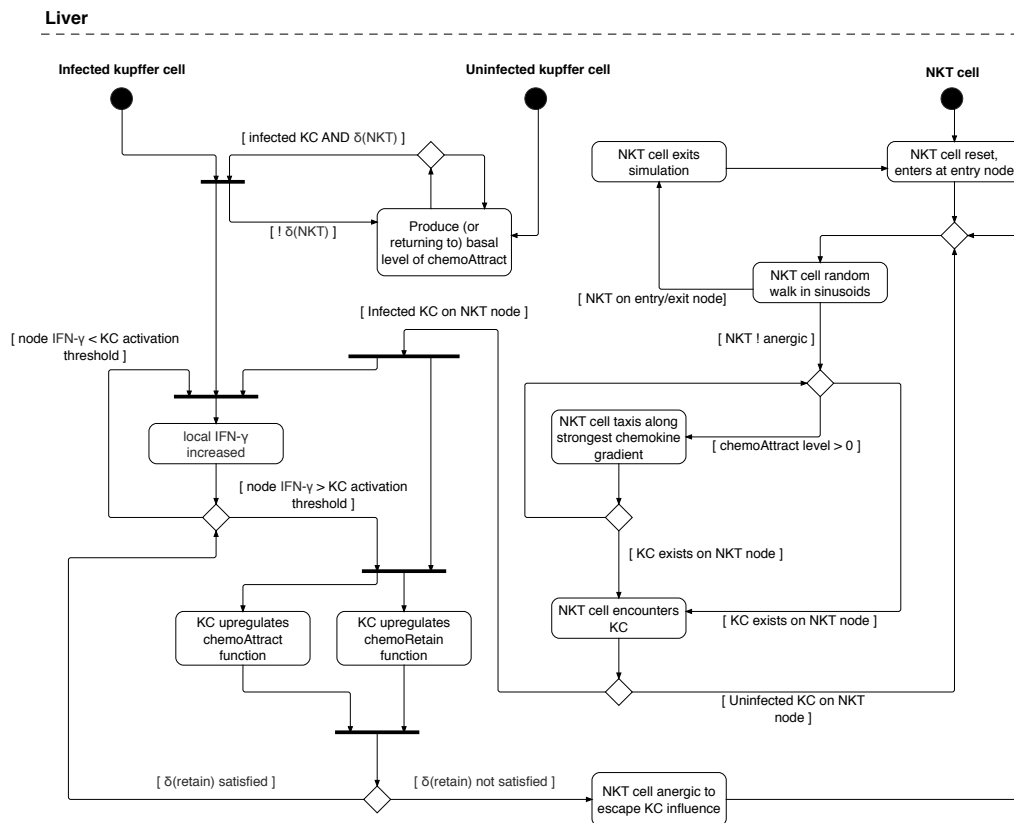 Liver
Infected kupffer cell
Uninfected kupffer cell
NKT cell
[ infected KC AND δ(NKT) ]
NKT cell exits
simulation
NKT cell reset,
enters at entry node
[ ! δ(NKT) ]
Produce (or
returning to) basal
level of chemoAttract
NKT cell random
walk in sinusoids
[ NKT on entry/exit node]
[ Infected KC on NKT node ]
[ node IFN-γ < KC activation
threshold ]
[ NKT ! anergic ]
local IFN-γ
increased
NKT cell taxis along
strongest chemokine
gradient
[ chemoAttract level > 0 ]
[ node IFN-γ > KC activation
threshold ]
[ KC exists on NKT node ]
KC upregulates
chemoAttract
function
KC upregulates
chemoRetain
function
NKT cell encounters
KC
[ KC exists on NKT node ]
[ Uninfected KC on NKT
node ]
[ δ(retain) satisfied ]
[ δ(retain) not satisfied ]
NKT cell anergic to
escape KC influence